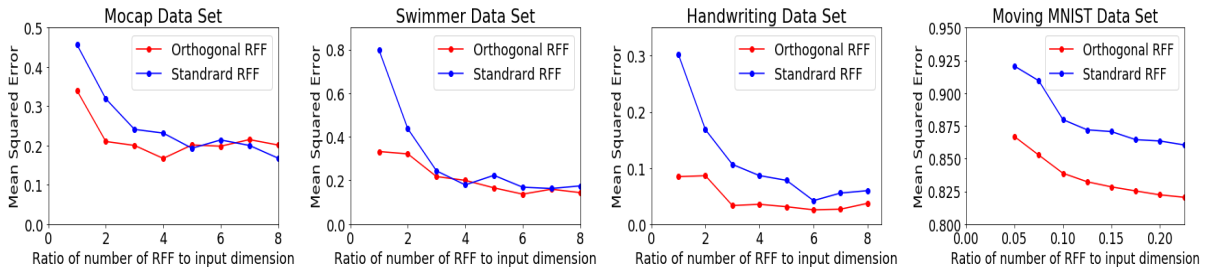 Mocap Data Set
Mean Squared Error
0.5
0.4
0.3
0.2
0.1
0.0
Orthogonal RFF
Standrard RFF
0 2 4 6 8
Ratio of number of RFF to input dimension
Swimmer Data Set
Mean Squared Error
0.8
0.6
0.4
0.2
0.0
Orthogonal RFF
Standrard RFF
0 2 4 6 8
Ratio of number of RFF to input dimension
Handwriting Data Set
Mean Squared Error
0.3
0.2
0.1
0.0
Orthogonal RFF
Standrard RFF
0 2 4 6 8
Ratio of number of RFF to input dimension
Moving MNIST Data Set
Mean Squared Error
0.950
0.925
0.900
0.875
0.850
0.825
0.800
Orthogonal RFF
Standrard RFF
0.00 0.05 0.10 0.15 0.20
Ratio of number of RFF to input dimension